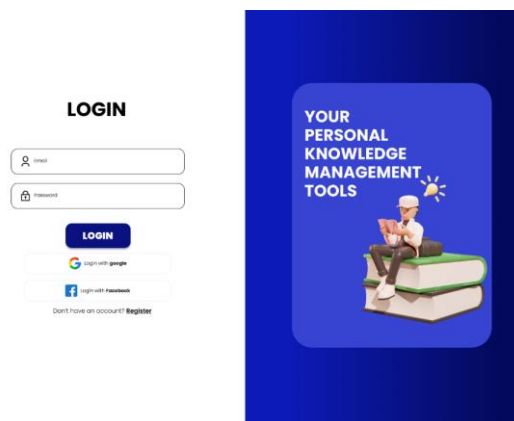 LOGIN
Email
Password
LOGIN
Login with google
Login with Facebook
Don't have an account? Register
YOUR
PERSONAL
KNOWLEDGE
MANAGEMENT
TOOLS